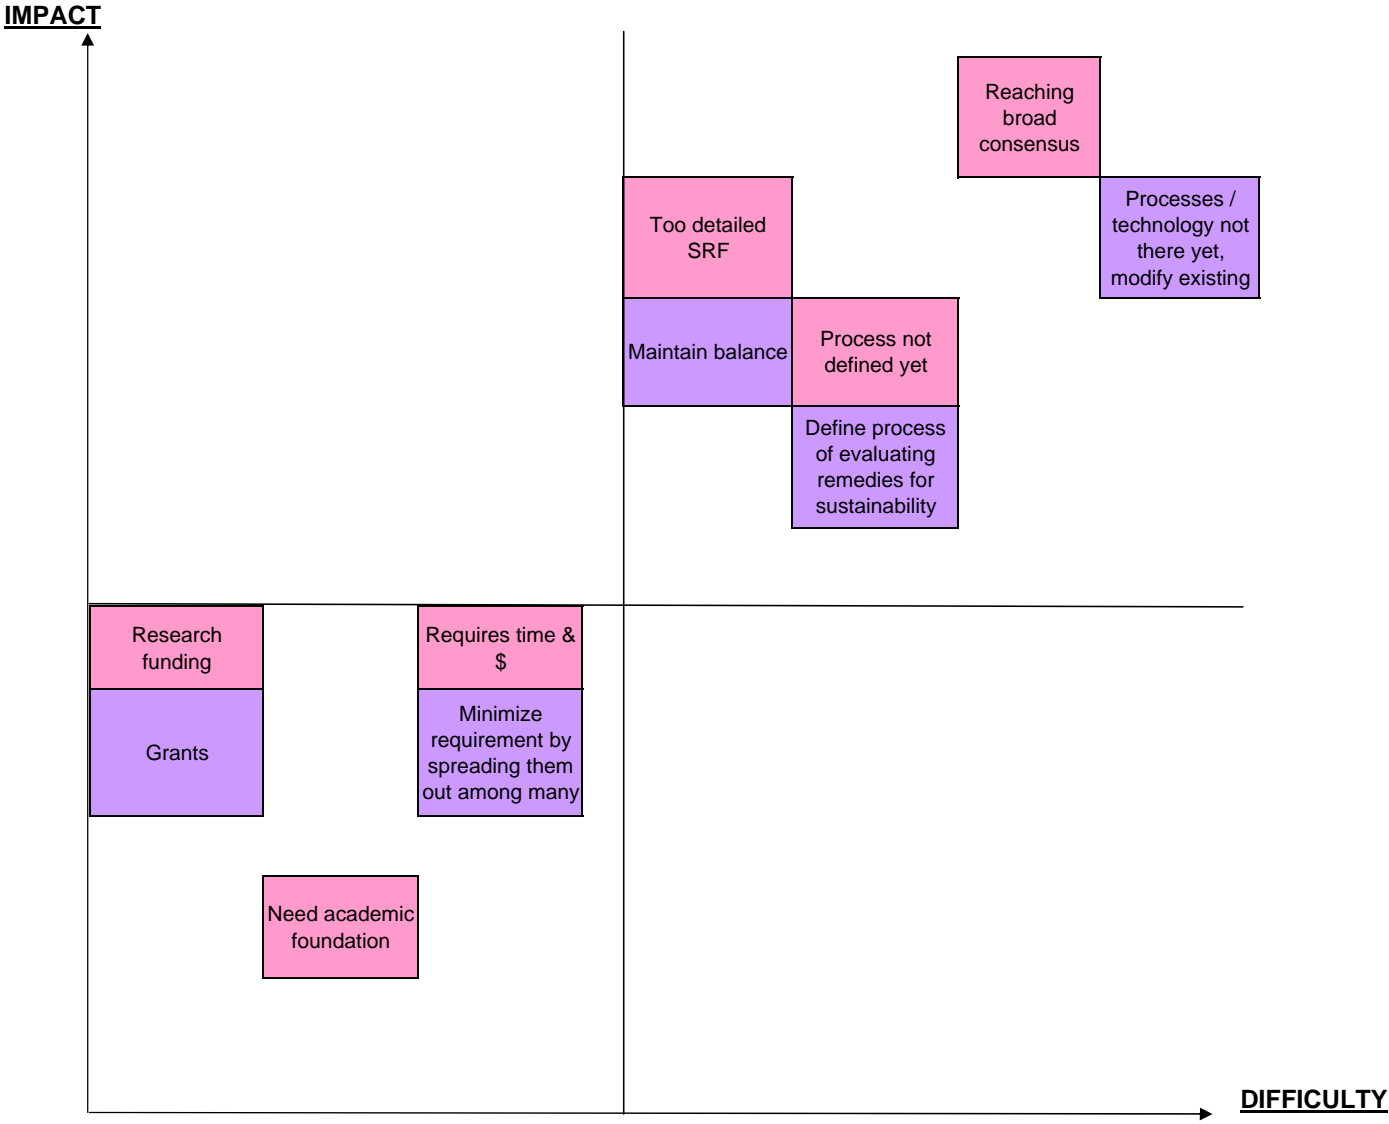 IMPACT
Reaching
broad
consensus
Too detailed
SRF
Processes /
technology not
there yet,
modify existing
Maintain balance
Process not
defined yet
Define process
of evaluating
remedies for
sustainability
Research
funding
Requires time &
$
Grants
Minimize
requirement by
spreading them
out among many
Need academic
foundation
DIFFICULTY